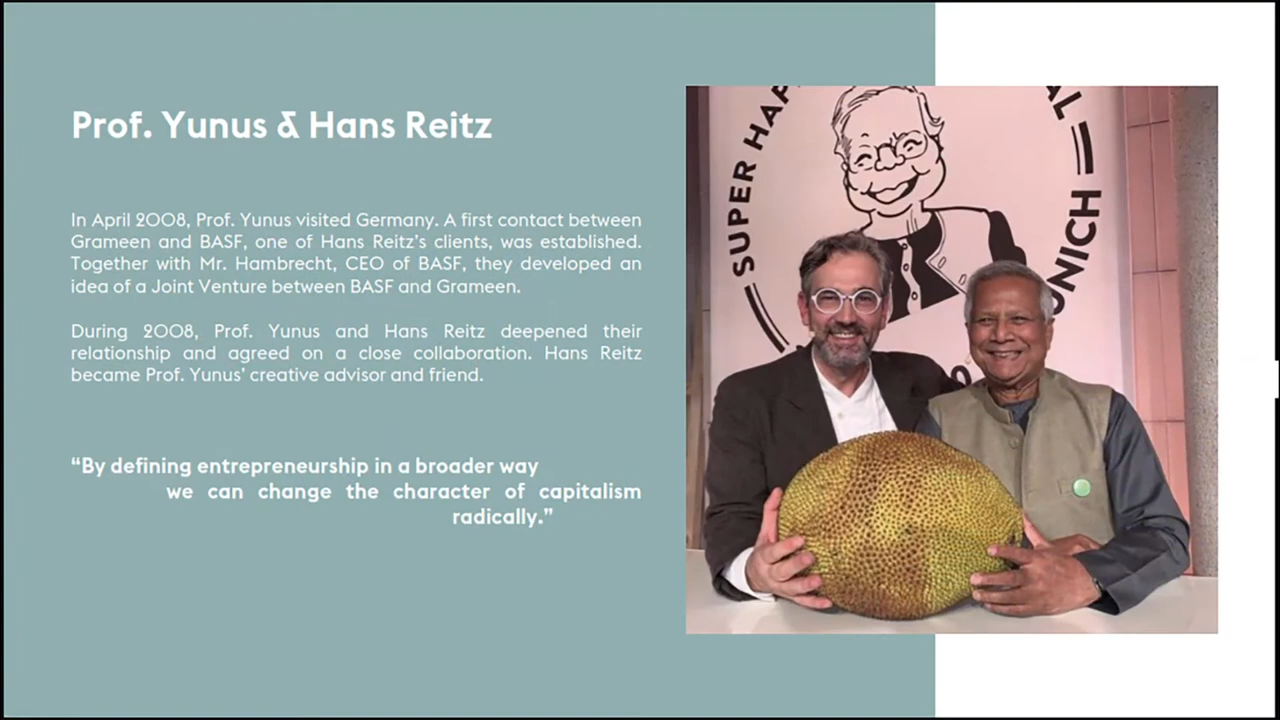 Prof. Yunus & Hans Reitz
In April 2008, Prof. Yunus visited Germany. A first contact between
Grameen and BASF, one of Hans Reitz's clients, was established.
Together with Mr. Hambrecht, CEO of BASF, they developed an
idea of a Joint Venture between BASF and Grameen.
During 2008, Prof. Yunus and Hans Reitz deepened their
relationship and agreed on a close collaboration. Hans Reitz
became Prof. Yunus' creative advisor and friend.
“By defining entrepreneurship in a broader way
we can change the character of capitalism
radically.”
SUPER